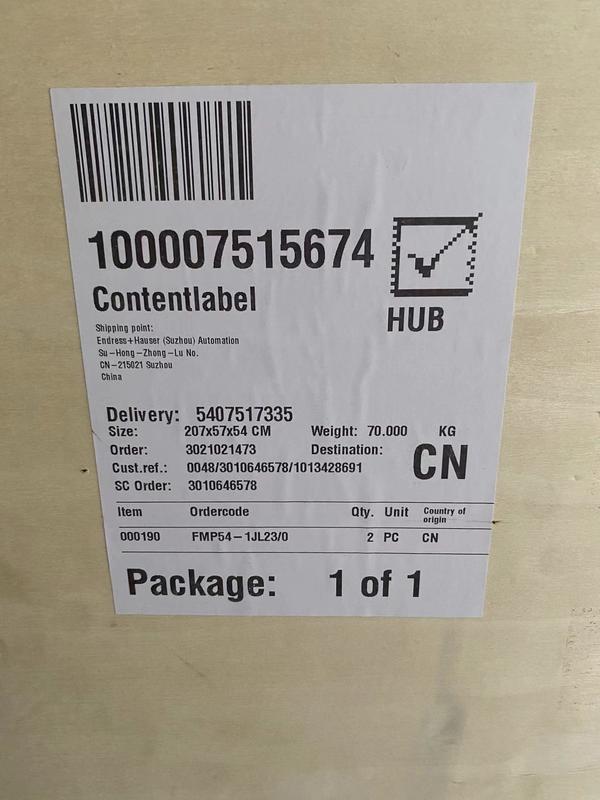 100007515674
HUB
Contentlabel
Shipping point:
Endress+Hauser (Suzhou) Automation
Su-Hong-Zhong-Lu No.
CN-215021 Suzhou
China
Delivery: 5407517335
Size: 207x57x54 CM Weight: 70.000 KG
Order: 3021021473 Destination: CN
Cust.ref.: 0048/3010646578/1013428691
SC Order: 3010646578
Item Ordercode Qty. Unit Country of origin
000190 FMP54-1JL23/0 2 PC CN
Package: 1 of 1